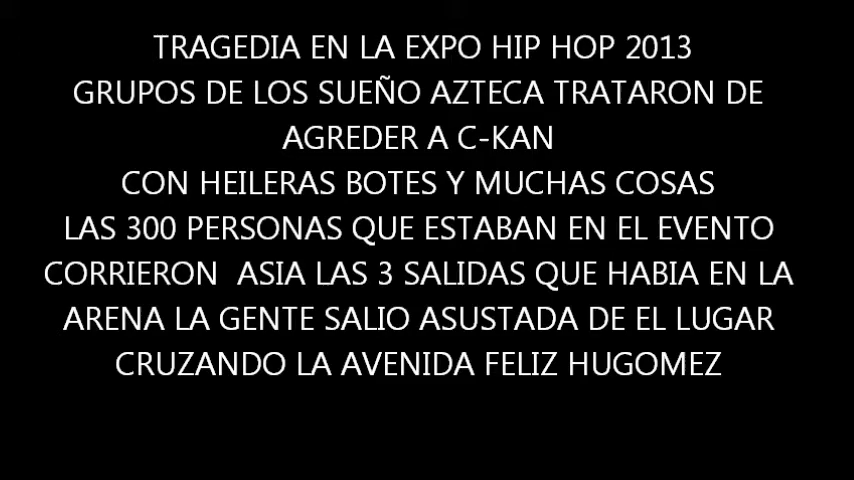 TRAGEDIA EN LA EXPO HIP HOP 2013
GRUPOS DE LOS SUEÑO AZTECA TRATARON DE
AGREDER A C-KAN
CON HEILERAS BOTES Y MUCHAS COSAS
LAS 300 PERSONAS QUE ESTABAN EN EL EVENTO
CORRIERON  ASIA LAS 3 SALIDAS QUE HABIA EN LA
ARENA LA GENTE SALIO ASUSTADA DE EL LUGAR
CRUZANDO LA AVENIDA FELIZ HUGOMEZ